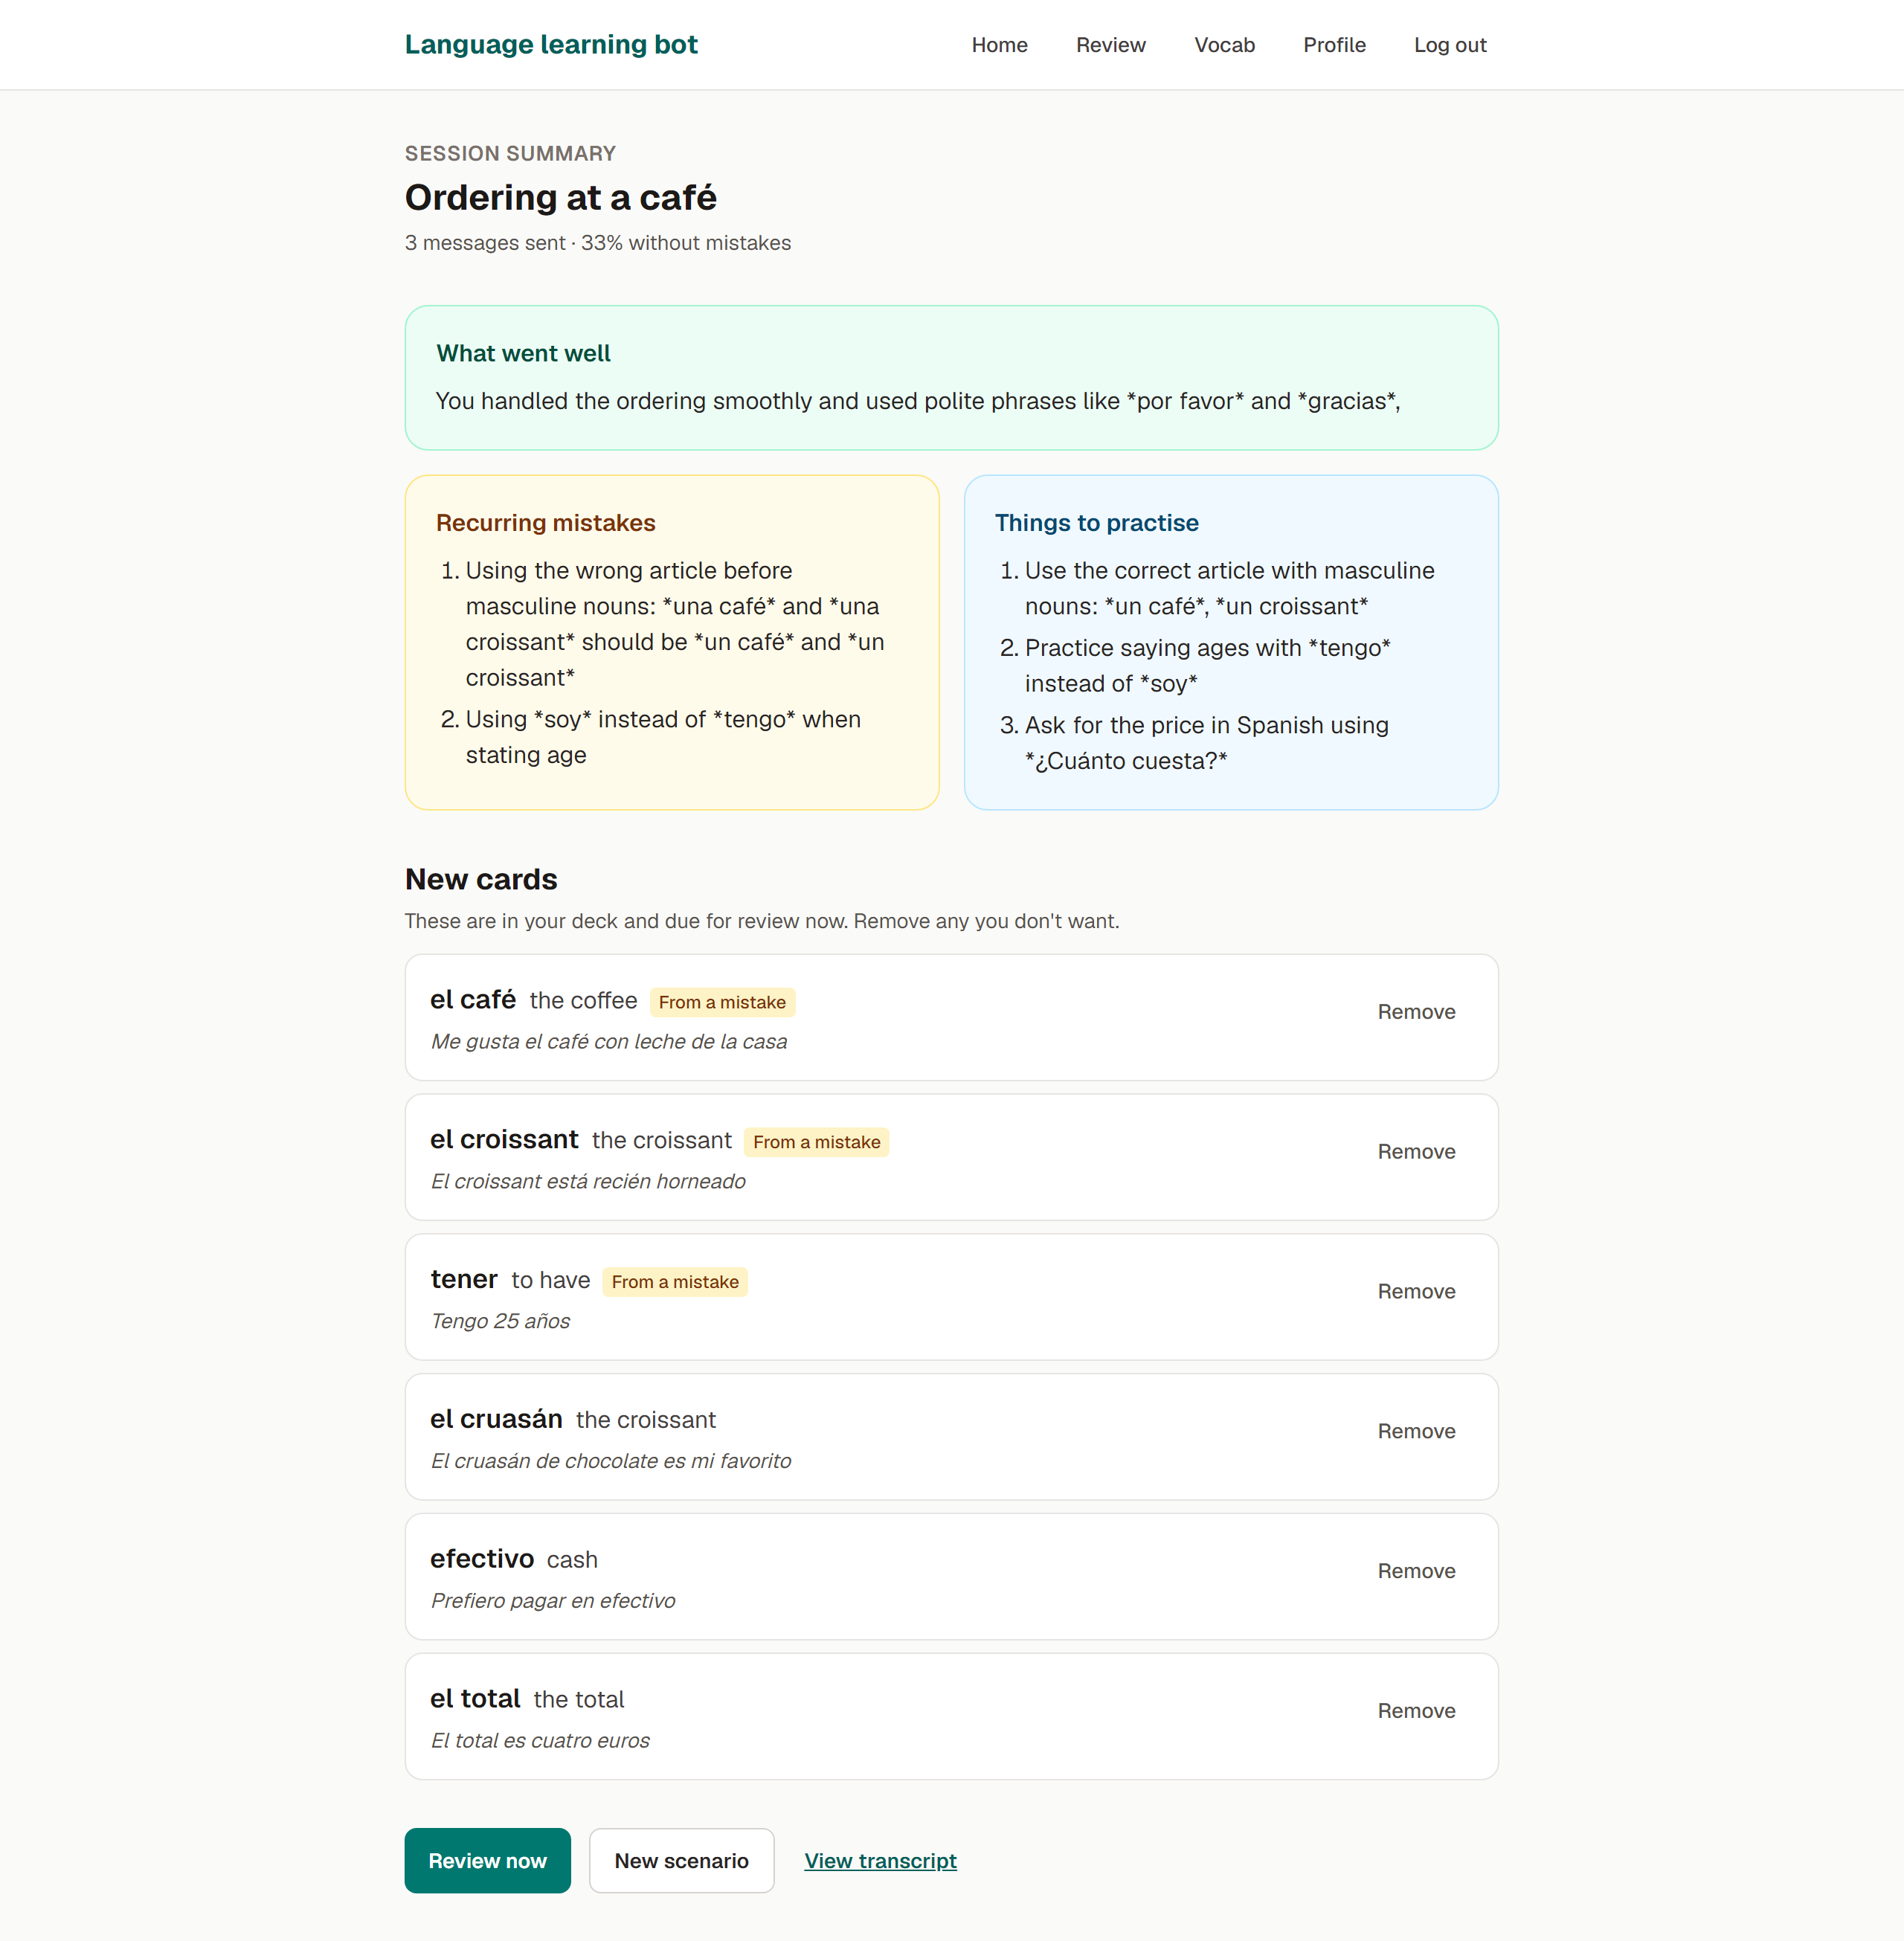 Language learning bot
Home Review Vocab Profile Log out
SESSION SUMMARY
Ordering at a café
3 messages sent · 33% without mistakes
What went well
You handled the ordering smoothly and used polite phrases like *por favor* and *gracias*,
Recurring mistakes
1. Using the wrong article before
masculine nouns: *una café* and *una
croissant* should be *un café* and *un
croissant*
2. Using *soy* instead of *tengo* when
stating age
Things to practise
1. Use the correct article with masculine
nouns: *un café*, *un croissant*
2. Practice saying ages with *tengo*
instead of *soy*
3. Ask for the price in Spanish using
*¿Cuánto cuesta?*
New cards
These are in your deck and due for review now. Remove any you don't want.
el café the coffee From a mistake
Me gusta el café con leche de la casa
Remove
el croissant the croissant From a mistake
El croissant está recién horneado
Remove
tener to have From a mistake
Tengo 25 años
Remove
el cruasán the croissant
El cruasán de chocolate es mi favorito
Remove
efectivo cash
Prefiero pagar en efectivo
Remove
el total the total
El total es cuatro euros
Remove
Review now New scenario View transcript